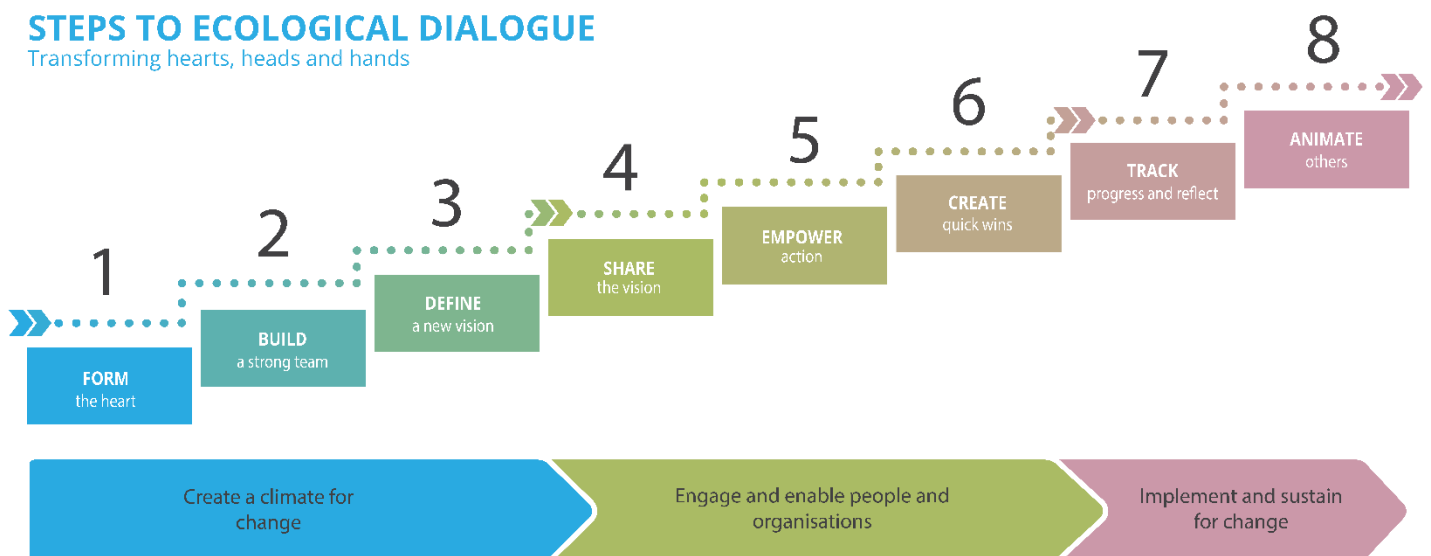 STEPS TO ECOLOGICAL DIALOGUE
Transforming hearts, heads and hands
1
FORM
the heart
2
BUILD
a strong team
3
DEFINE
a new vision
4
SHARE
the vision
5
EMPOWER
action
6
CREATE
quick wins
7
TRACK
progress and reflect
8
ANIMATE
others
Create a climate for
change
Engage and enable people and
organisations
Implement and sustain
for change